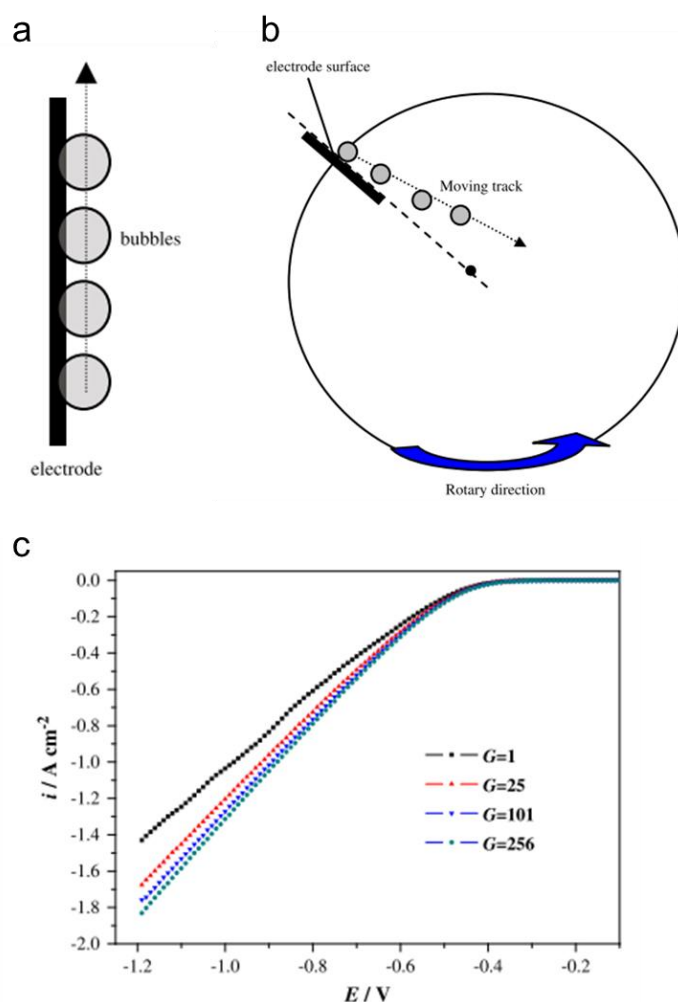 a
bubbles
electrode
b
electrode surface
Moving track
Rotary direction
c
i / A cm⁻²
0.0
-0.2
-0.4
-0.6
-0.8
-1.0
-1.2
-1.4
-1.6
-1.8
-2.0
G=1
G=25
G=101
G=256
-1.2 -1.0 -0.8 -0.6 -0.4 -0.2
E / V